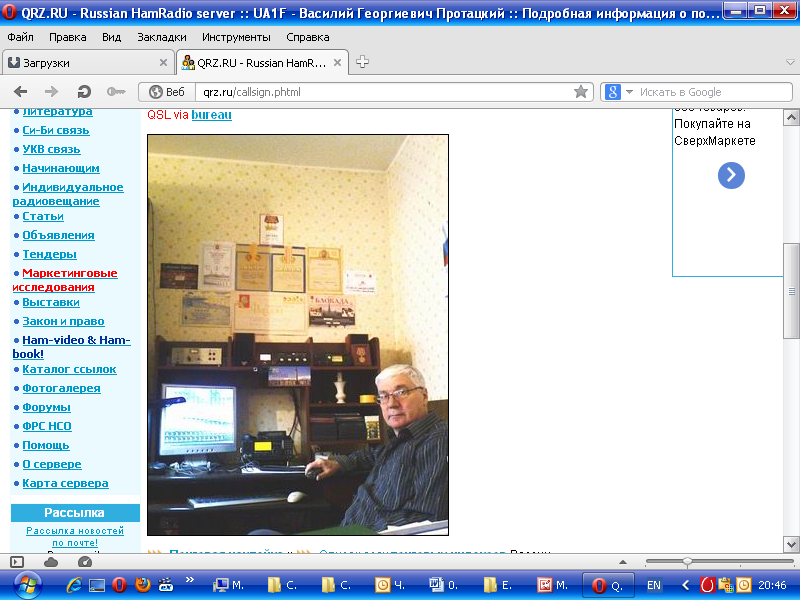 QRZ.RU - Russian HamRadio server :: UA1F - Василий Георгиевич Протацкий :: Подробная информация о по...
Файл Правка Вид Закладки Инструменты Справка
Загрузки
QRZ.RU - Russian HamR...
Веб
qrz.ru/callsign.phtml
Искать в Google
Литература
Си-Би связь
УКВ связь
Начинающим
Индивидуальное
радиовещание
Статьи
Объявления
Тендеры
Маркетинговые
исследования
Выставки
Закон и право
Ham-video & Ham-
book!
Каталог ссылок
Фотогалерея
Форумы
ФРС НСО
Помощь
О сервере
Карта сервера
Рассылка
Рассылка новостей
по почте!
QSL via bureau
БЛОКАДА
Покупайте на
СверхМаркете
М. С. С. Ч. О. Е. М. Q. EN 20:46